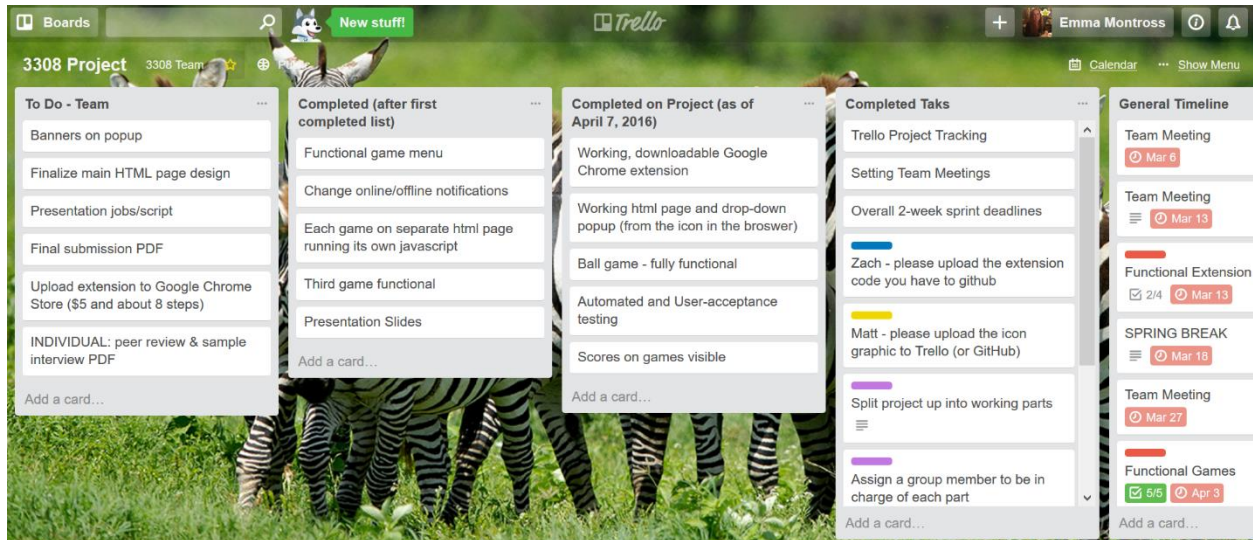 Boards
New stuff!
Trello
+
Emma Montross
3308 Project
3308 Team
Calendar
··· Show Menu
To Do - Team
···
Banners on popup
Finalize main HTML page design
Presentation jobs/script
Final submission PDF
Upload extension to Google Chrome
Store ($5 and about 8 steps)
INDIVIDUAL: peer review & sample
interview PDF
Add a card…
Completed (after first
completed list)
···
Functional game menu
Change online/offline notifications
Each game on separate html page
running its own javascript
Third game functional
Presentation Slides
Add a card…
Completed on Project (as of
April 7, 2016)
···
Working, downloadable Google
Chrome extension
Working html page and drop-down
popup (from the icon in the broswer)
Ball game - fully functional
Automated and User-acceptance
testing
Scores on games visible
Add a card…
Completed Taks
···
Trello Project Tracking
Setting Team Meetings
Overall 2-week sprint deadlines
Zach - please upload the extension
code you have to github
Matt - please upload the icon
graphic to Trello (or GitHub)
Split project up into working parts
Assign a group member to be in
charge of each part
Add a card…
General Timeline
Team Meeting
Mar 6
Team Meeting
Mar 13
Functional Extension
2/4 Mar 13
SPRING BREAK
Mar 18
Team Meeting
Mar 27
Functional Games
5/5 Apr 3
Add a card…